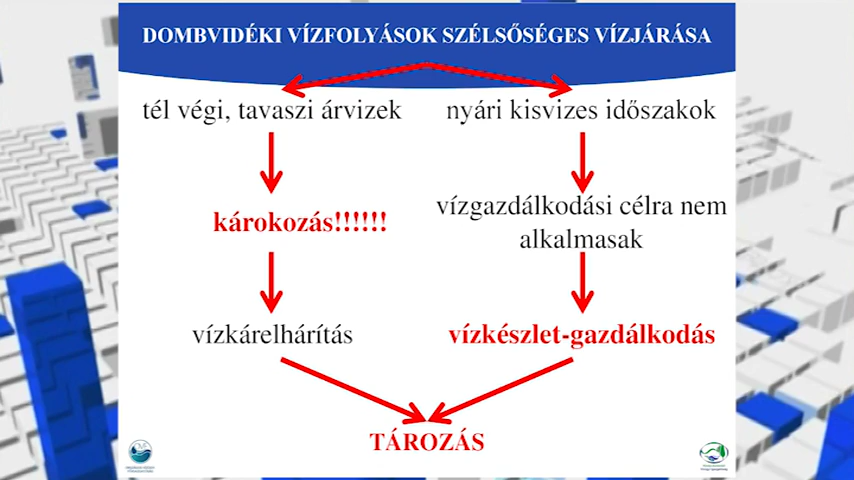 DOMBVIDÉKI VÍZFOLYÁSOK SZÉLSŐSÉGES VÍZJÁRÁSA
tél végi, tavaszi árvizek
nyári kisvizes időszakok
károkozás!!!!!!
vízgazdálkodási célra nem
alkalmasak
vízkárelhárítás
vízkészlet-gazdálkodás
TÁROZÁS